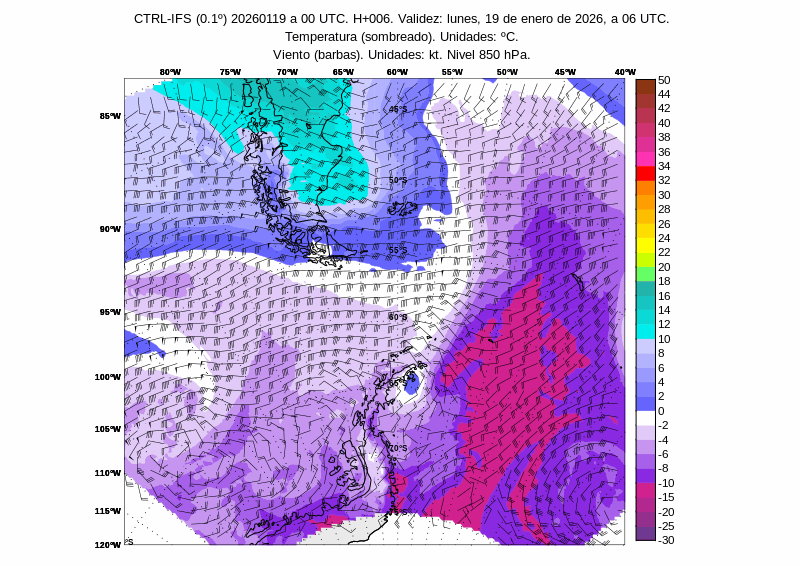 CTRL-IFS (0.1º) 20260119 a 00 UTC. H+006. Validez: lunes, 19 de enero de 2026, a 06 UTC.
Temperatura (sombreado). Unidades: ºC.
Viento (barbas). Unidades: kt. Nivel 850 hPa.
80°W 75°W 70°W 65°W 60°W 55°W 50°W 45°W 40°W
85°W
90°W
95°W
100°W
105°W
110°W
115°W
120°W
45°S
50°S
55°S
60°S
70°S
50
44
42
40
38
36
34
32
30
28
26
24
22
20
18
16
14
12
10
8
6
4
2
0
-2
-4
-6
-8
-10
-15
-20
-25
-30